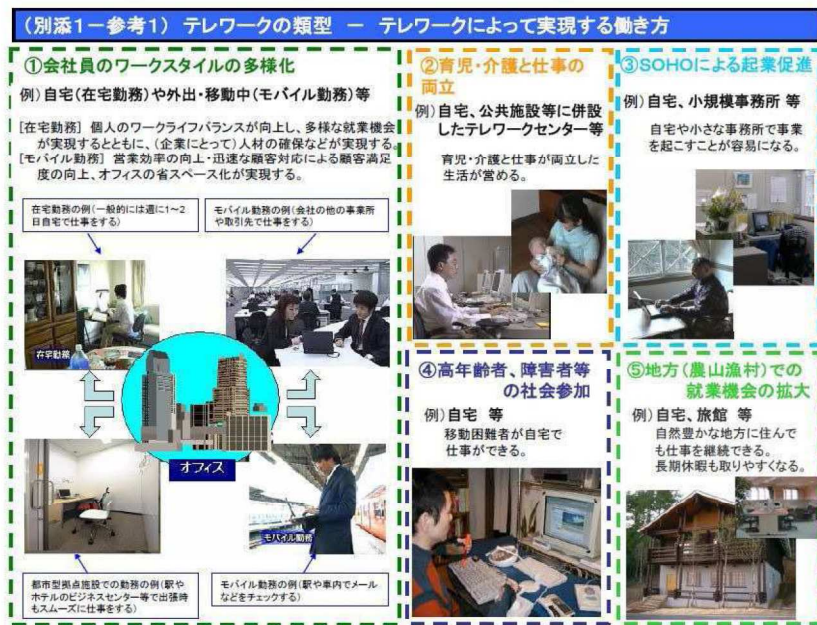 (別添1-参考1) テレワークの類型 － テレワークによって実現する働き方
①会社員のワークスタイルの多様化
例)自宅(在宅勤務)や外出・移動中(モバイル勤務)等
[在宅勤務] 個人のワークライフバランスが向上し、多様な就業機会
が実現するとともに、(企業にとって)人材の確保などが実現する。
[モバイル勤務] 営業効率の向上・迅速な顧客対応による顧客満足
度の向上、オフィスの省スペース化が実現する。
在宅勤務の例(一般的には週に1～2
日自宅で仕事をする)
モバイル勤務の例(会社の他の事業所
や取引先で仕事をする)
在宅勤務
オフィス
モバイル勤務
都市型拠点施設での勤務の例(駅や
ホテルのビジネスセンター等で出張時
もスムーズに仕事をする)
モバイル勤務の例(駅や車内でメール
などをチェックする)
②育児・介護と仕事の
両立
例)自宅、公共施設等に併設
したテレワークセンター等
育児・介護と仕事が両立した
生活が営める。
③SOHOによる起業促進
例)自宅、小規模事務所 等
自宅や小さな事務所で事業
を起こすことが容易になる。
④高年齢者、障害者等
の社会参加
例)自宅 等
移動困難者が自宅で
仕事ができる。
⑤地方(農山漁村)での
就業機会の拡大
例)自宅、旅館 等
自然豊かな地方に住んで
も仕事を継続できる。
長期休暇も取りやすくなる。